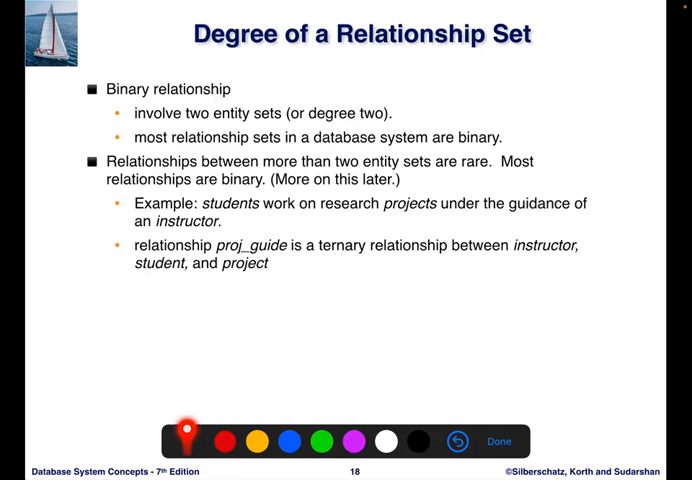 Degree of a Relationship Set
Binary relationship
involve two entity sets (or degree two).
most relationship sets in a database system are binary.
Relationships between more than two entity sets are rare. Most
relationships are binary. (More on this later.)
Example: students work on research projects under the guidance of
an instructor.
relationship proj_guide is a ternary relationship between instructor,
student, and project
Done
Database System Concepts - 7th Edition
18
©Silberschatz, Korth and Sudarshan